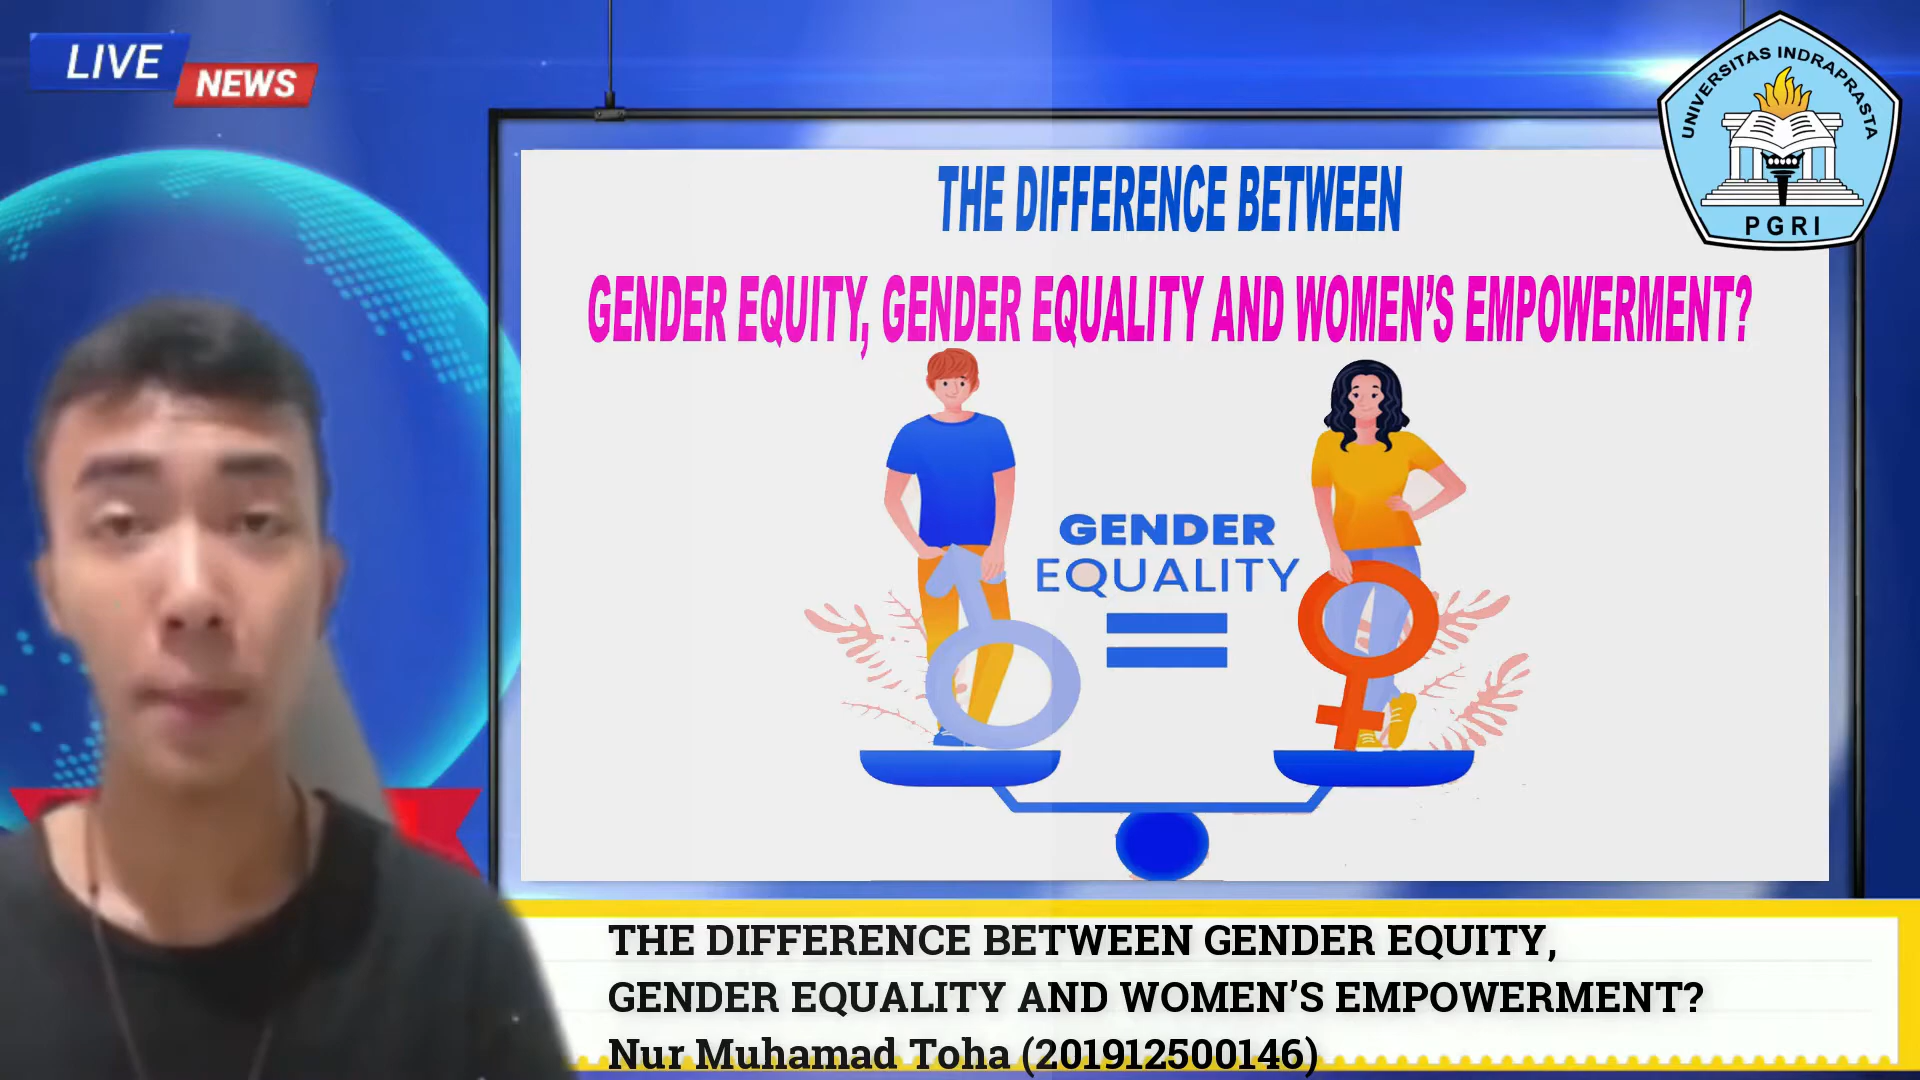 LIVE
NEWS
UNIVERSITAS INDRAPRASTA
PGRI
THE DIFFERENCE BETWEEN
GENDER EQUITY, GENDER EQUALITY AND WOMEN'S EMPOWERMENT?
GENDER
EQUALITY
THE DIFFERENCE BETWEEN GENDER EQUITY,
GENDER EQUALITY AND WOMEN’S EMPOWERMENT?
Nur Muhamad Toha (201912500146)